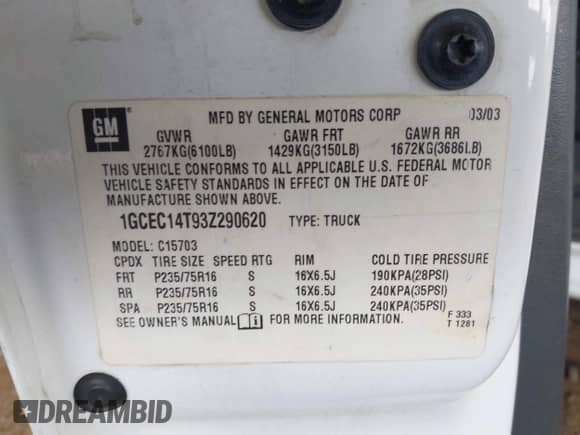 GM
MFD BY GENERAL MOTORS CORP 03/03
GVWR GAWR FRT GAWR RR
2767KG(6100LB) 1429KG(3150LB) 1672KG(3686LB)
THIS VEHICLE CONFORMS TO ALL APPLICABLE U.S. FEDERAL MOTOR
VEHICLE SAFETY STANDARDS IN EFFECT ON THE DATE OF
MANUFACTURE SHOWN ABOVE.
1GCEC14T93Z290620 TYPE: TRUCK
MODEL: C15703
CPDX TIRE SIZE SPEED RTG RIM COLD TIRE PRESSURE
FRT P235/75R16 S 16X6.5J 190KPA(28PSI)
RR P235/75R16 S 16X6.5J 240KPA(35PSI)
SPA P235/75R16 S 16X6.5J 240KPA(35PSI)
SEE OWNER'S MANUAL FOR MORE INFORMATION.
F 333
T 1281
DREAMBID